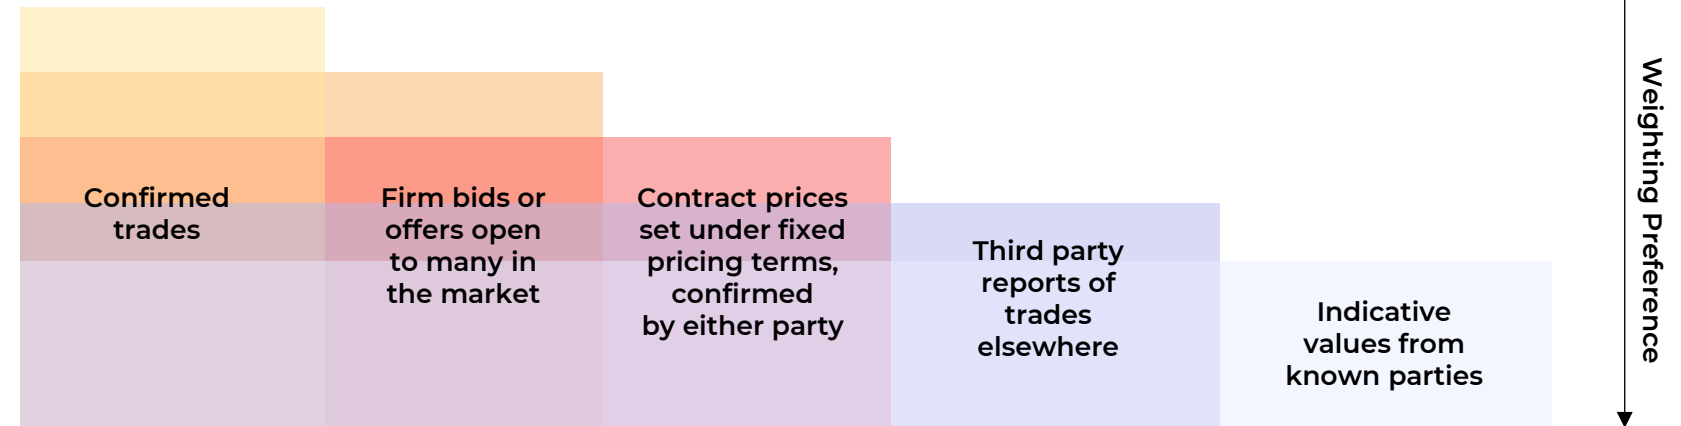 Confirmed
trades
Firm bids or
offers open
to many in
the market
Contract prices
set under fixed
pricing terms,
confirmed
by either party
Third party
reports of
trades
elsewhere
Indicative
values from
known parties
Weighting Preference